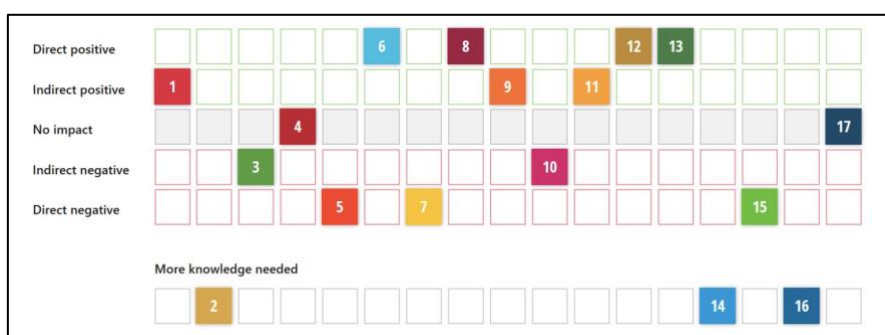 Direct positive 6 8 12 13
Indirect positive 1 9 11
No impact 4 17
Indirect negative 3 10
Direct negative 5 7 15
More knowledge needed
2 14 16